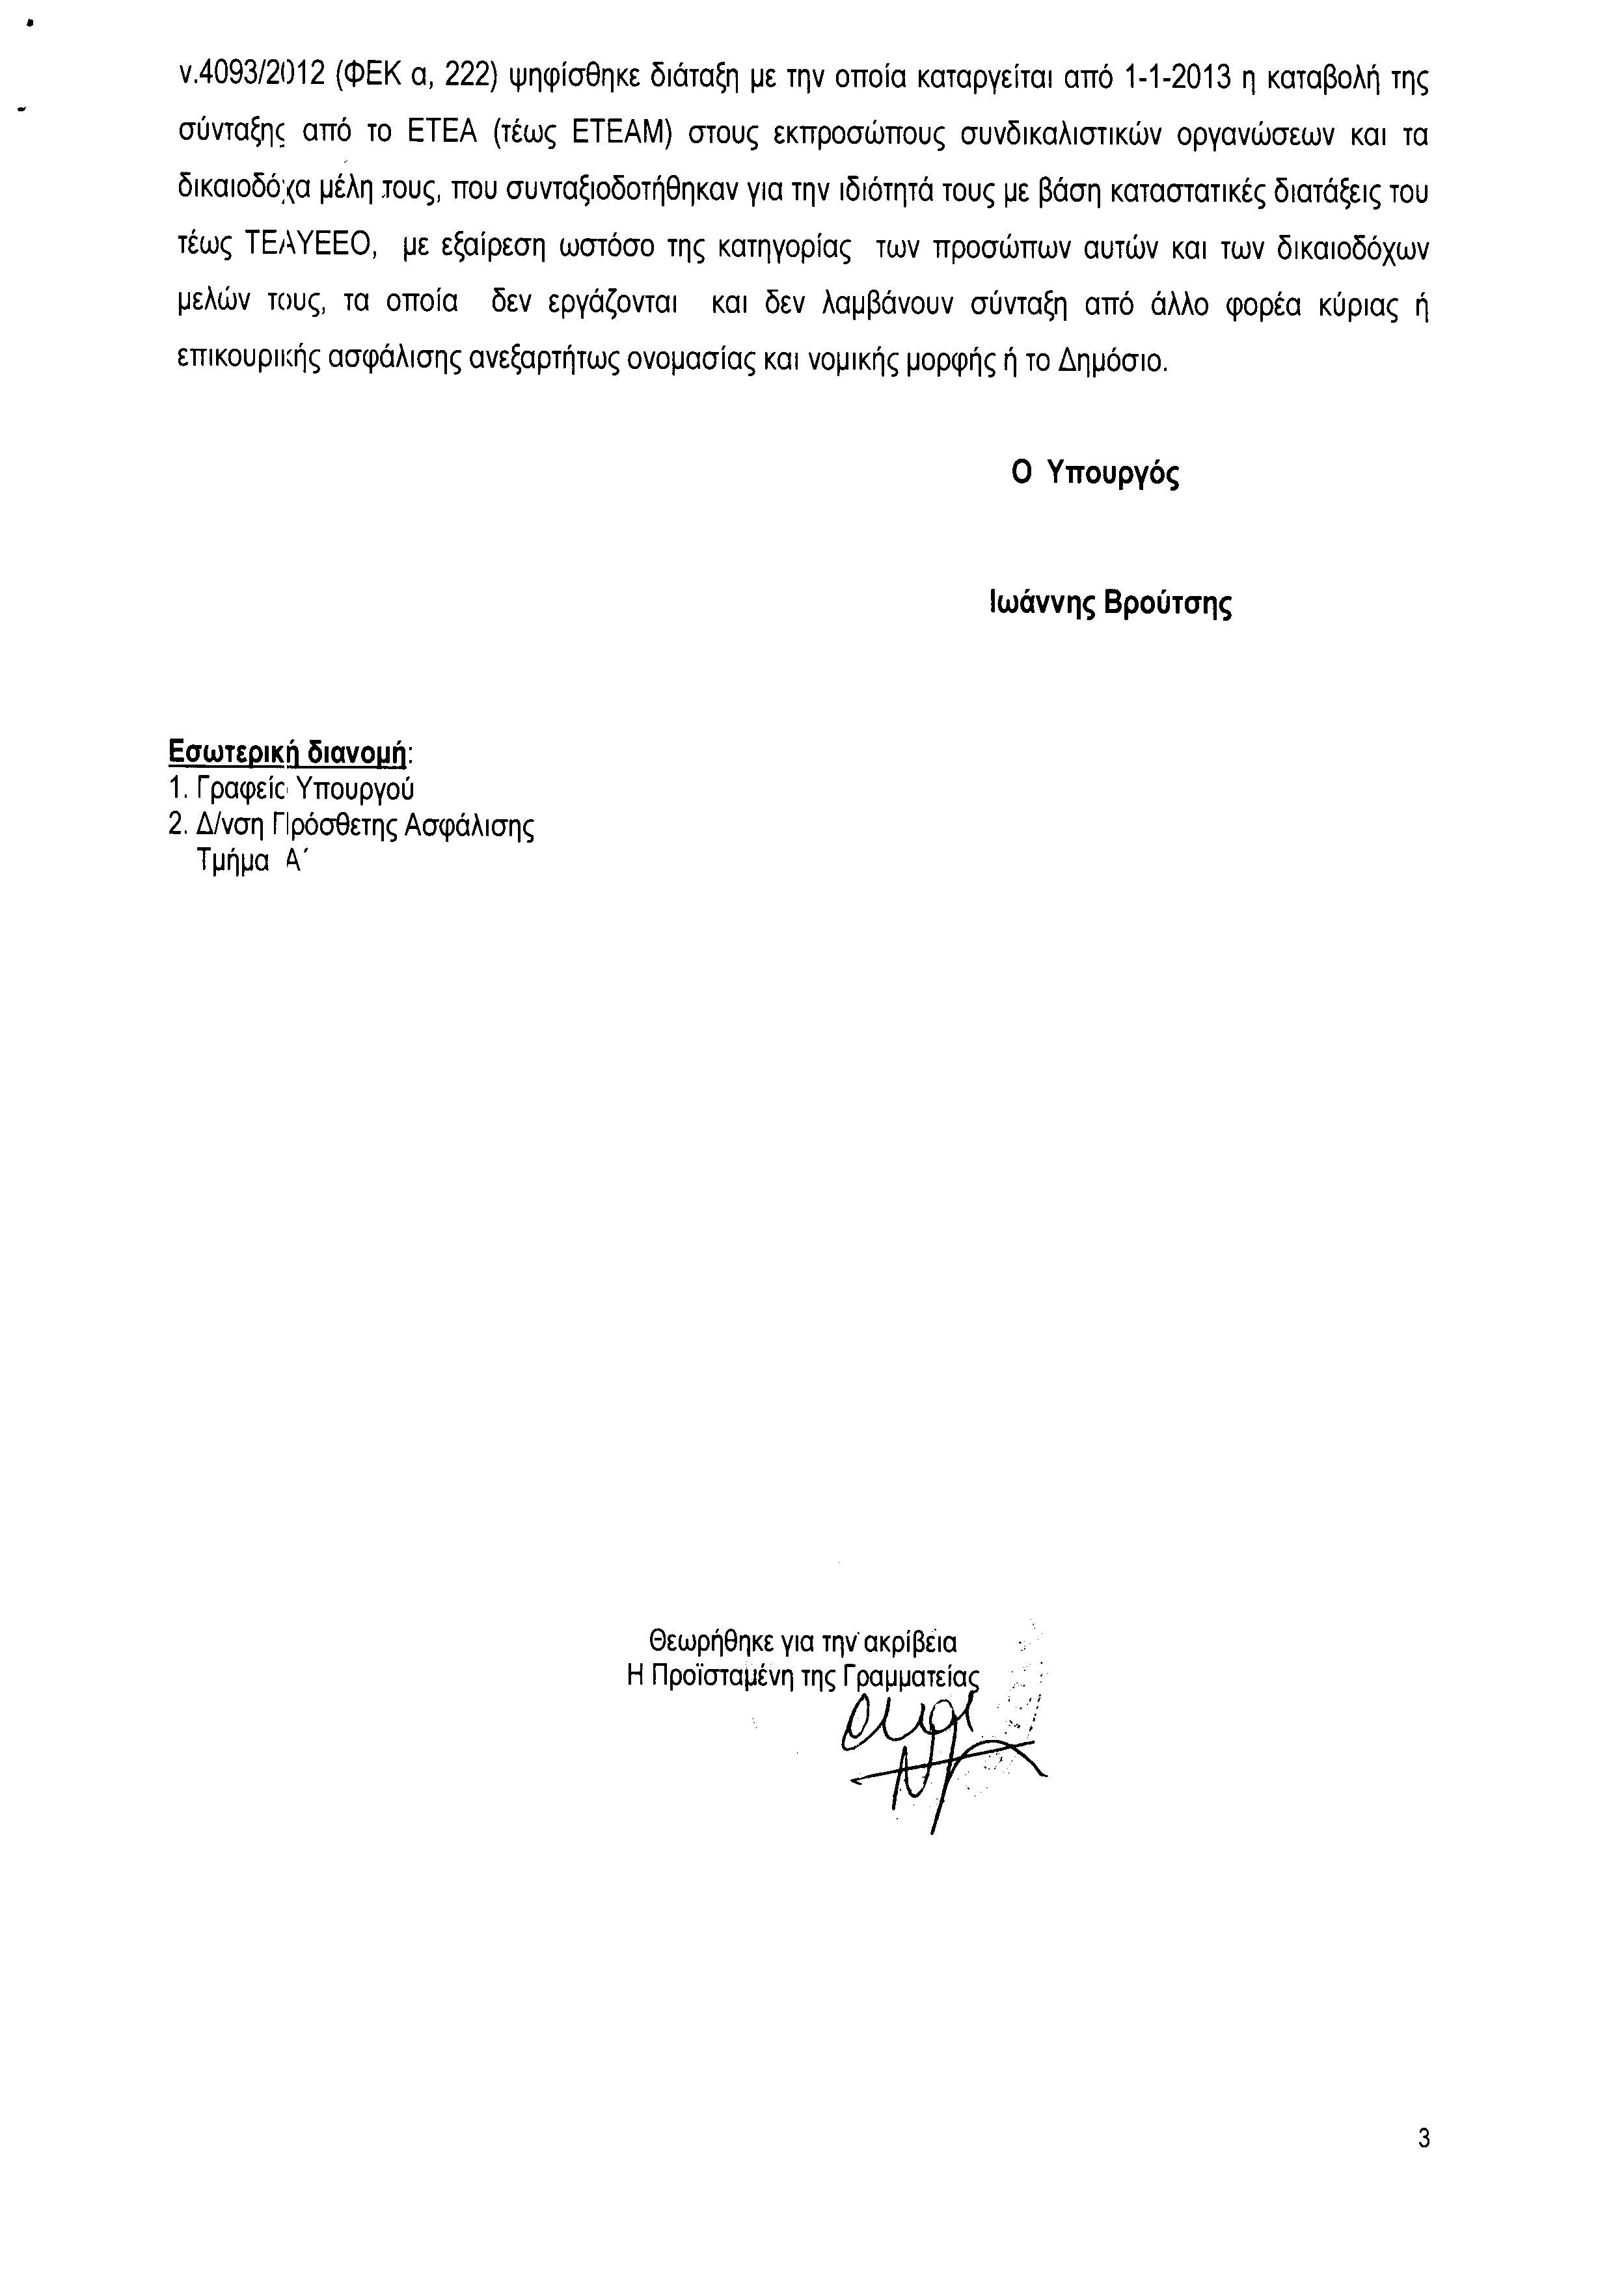 ν.4093/2012 (ΦΕΚ α, 222) ψηφίσθηκε διάταξη με την οποία καταργείται από 1-1-2013 η καταβολή της
σύνταξης από το ΕΤΕΑ (τέως ΕΤΕΑΜ) στους εκπροσώπους συνδικαλιστικών οργανώσεων και τα
δικαιοδόχα μέλη τους, που συνταξιοδοτήθηκαν για την ιδιότητά τους με βάση καταστατικές διατάξεις του
τέως ΤΕΑΥΕΕΟ, με εξαίρεση ωστόσο της κατηγορίας των προσώπων αυτών και των δικαιοδόχων
μελών τους, τα οποία δεν εργάζονται και δεν λαμβάνουν σύνταξη από άλλο φορέα κύριας ή
επικουρικής ασφάλισης ανεξαρτήτως ονομασίας και νομικής μορφής ή το Δημόσιο.
Ο Υπουργός
Ιωάννης Βρούτσης
Εσωτερική διανομή:
1. Γραφείο Υπουργού
2. Δ/νση Πρόσθετης Ασφάλισης
Τμήμα Α΄
Θεωρήθηκε για την ακρίβεια
Η Προϊσταμένη της Γραμματείας
3